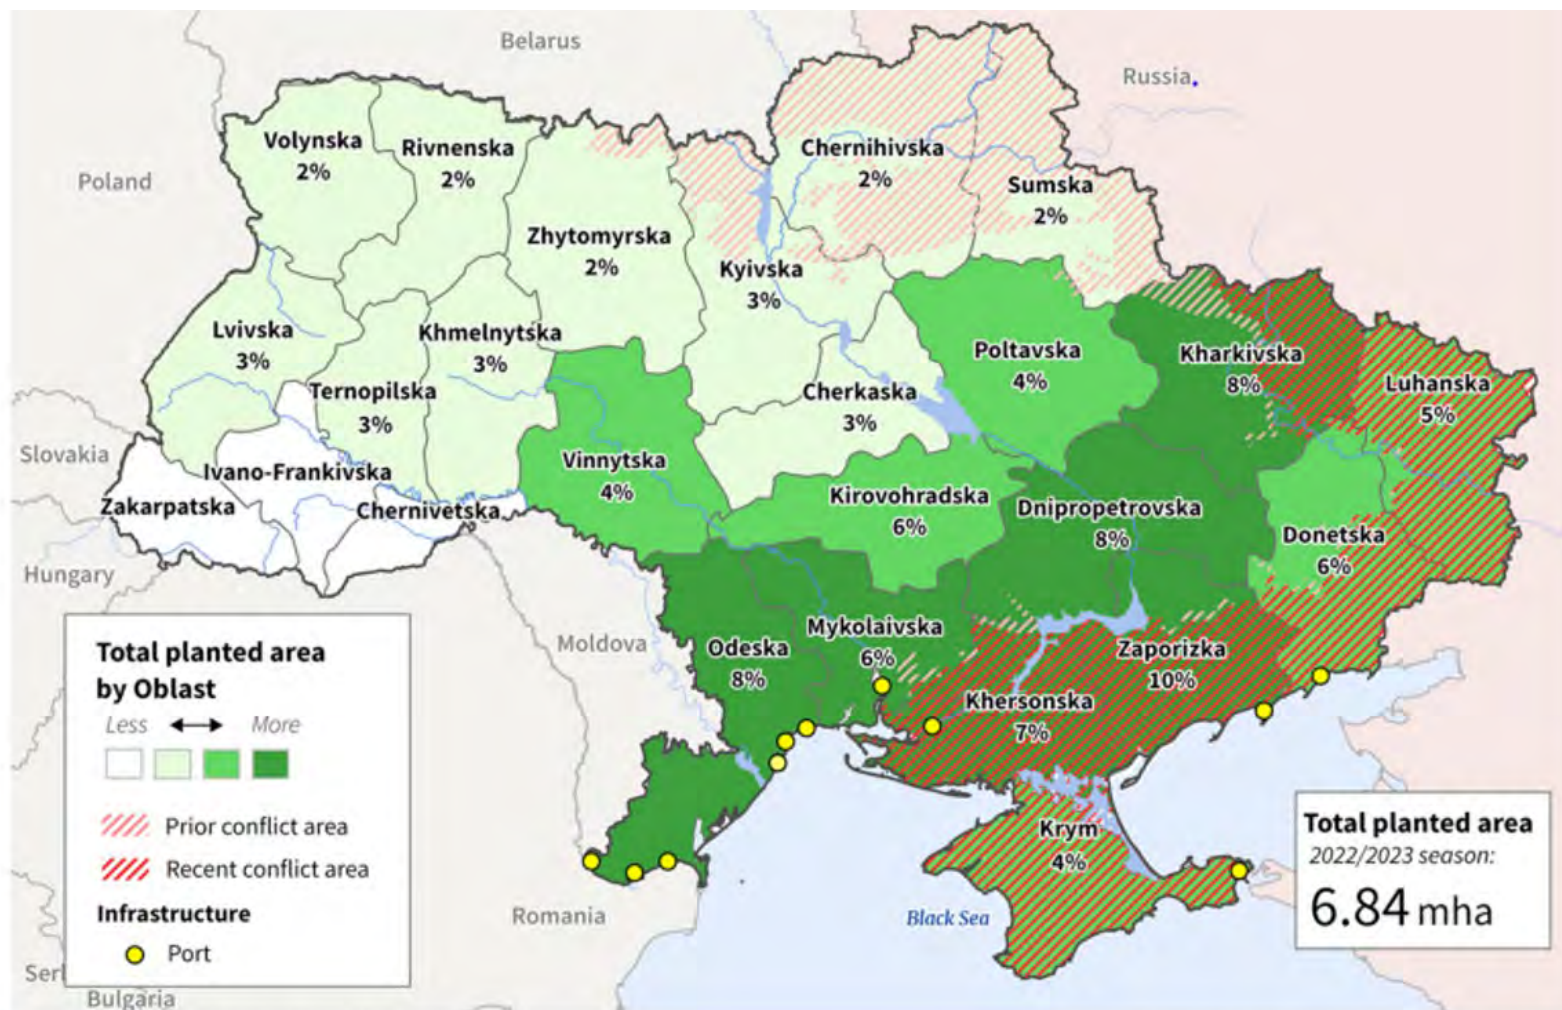 Belarus
Russia
Poland
Volynska
2%
Rivnenska
2%
Chernihivska
2%
Sumska
2%
Zhytomyrska
2%
Kyivska
3%
Lvivska
3%
Khmelnytska
3%
Ternopilska
3%
Cherkaska
3%
Poltavska
4%
Kharkivska
8%
Luhanska
5%
Slovakia
Ivano-Frankivska
Zakarpatska
Chernivetska
Vinnytska
4%
Kirovohradska
6%
Dnipropetrovska
8%
Donetska
6%
Hungary
Moldova
Odeska
8%
Mykolaivska
6%
Khersonska
7%
Zaporizka
10%
Krym
4%
Black Sea
Romania
Bulgaria
Serl
Total planted area
by Oblast
Less More
Prior conflict area
Recent conflict area
Infrastructure
Port
Total planted area
2022/2023 season:
6.84 mha